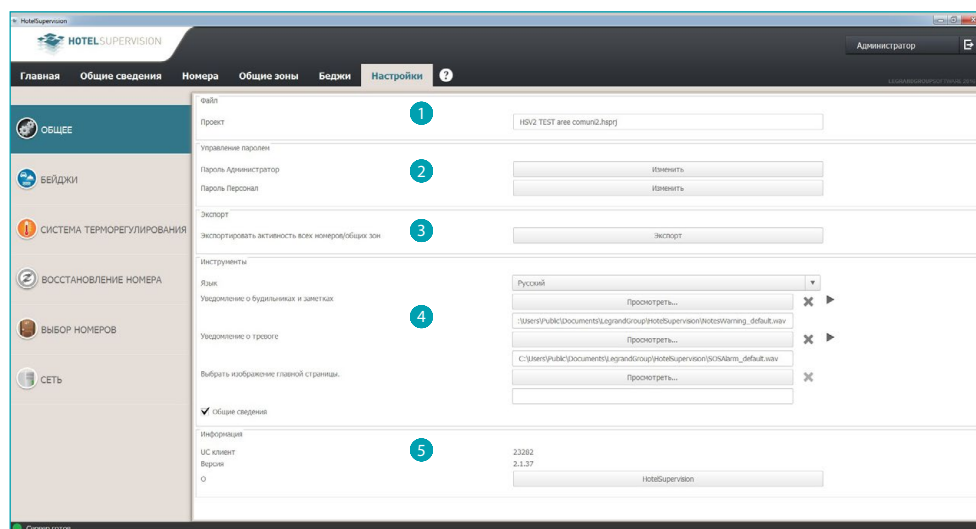 HotelSupervision
HOTELSUPERVISION
Администратор
Главная Общие сведения Номера Общие зоны Беджи Настройки ?
LEGRANDGROUPSOFTWARE
ОБЩЕЕ
БЕЙДЖИ
СИСТЕМА ТЕРМОРЕГУЛИРОВАНИЯ
ВОССТАНОВЛЕНИЕ НОМЕРА
ВЫБОР НОМЕРОВ
СЕТЬ
Файл
1
Проект HSV2 TEST aree comuni2.hsprj
Управление паролем
2
Пароль Администратор Изменить
Пароль Персонал Изменить
Экспорт
3
Экспортировать активность всех номеров/общих зон Экспорт
Инструменты
Язык Русский
Уведомление о будильниках и заметках Просмотреть...
4
:\Users\Public\Documents\LegrandGroup\HotelSupervision\NotesWarning_default.wav
Уведомление о тревоге Просмотреть...
C:\Users\Public\Documents\LegrandGroup\HotelSupervision\SOSAlarm_default.wav
Выбрать изображение главной страницы. Просмотреть...
Общие сведения
Информация
5
UC клиент 23282
Версия 2.1.37
О HotelSupervision
Сервер готов